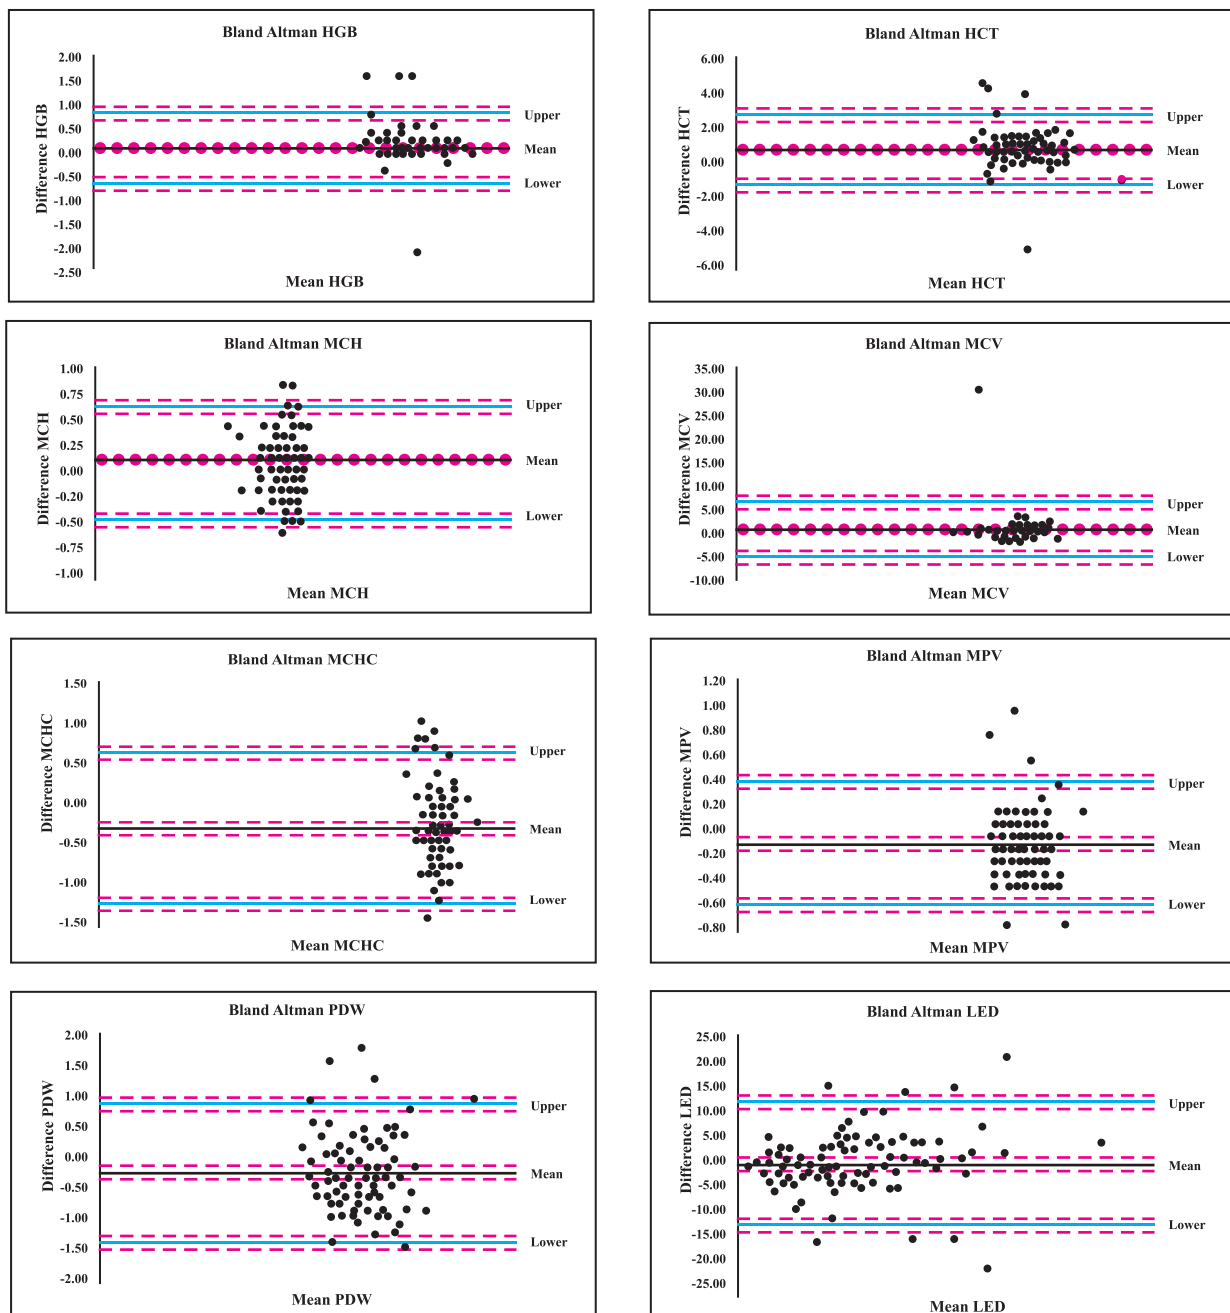 Bland Altman HGB
2.00
1.50
1.00
0.50
0.00
-0.50
-1.00
-1.50
-2.00
-2.50
Difference HGB
Upper
Mean
Lower
Mean HGB
Bland Altman HCT
6.00
4.00
2.00
0.00
-2.00
-4.00
-6.00
Difference HCT
Upper
Mean
Lower
Mean HCT
Bland Altman MCH
1.00
0.75
0.50
0.25
0.00
-0.20
-0.50
-0.75
-1.00
Difference MCH
Upper
Mean
Lower
Mean MCH
Bland Altman MCV
35.00
30.00
25.00
20.00
15.00
10.00
5.00
0.00
-5.00
-10.00
Difference MCV
Upper
Mean
Lower
Mean MCV
Bland Altman MCHC
1.50
1.00
0.50
0.00
-0.50
-1.00
-1.50
Difference MCHC
Upper
Mean
Lower
Mean MCHC
Bland Altman MPV
1.20
1.00
0.80
0.60
0.40
0.20
0.00
-0.20
-0.40
-0.60
-0.80
Difference MPV
Upper
Mean
Lower
Mean MPV
Bland Altman PDW
2.00
1.50
1.00
0.50
0.00
-0.50
-1.00
-1.50
-2.00
Difference PDW
Upper
Mean
Lower
Mean PDW
Bland Altman LED
25.00
20.00
15.00
10.00
5.00
0.00
-5.00
-10.00
-15.00
-20.00
-25.00
Difference LED
Upper
Mean
Lower
Mean LED